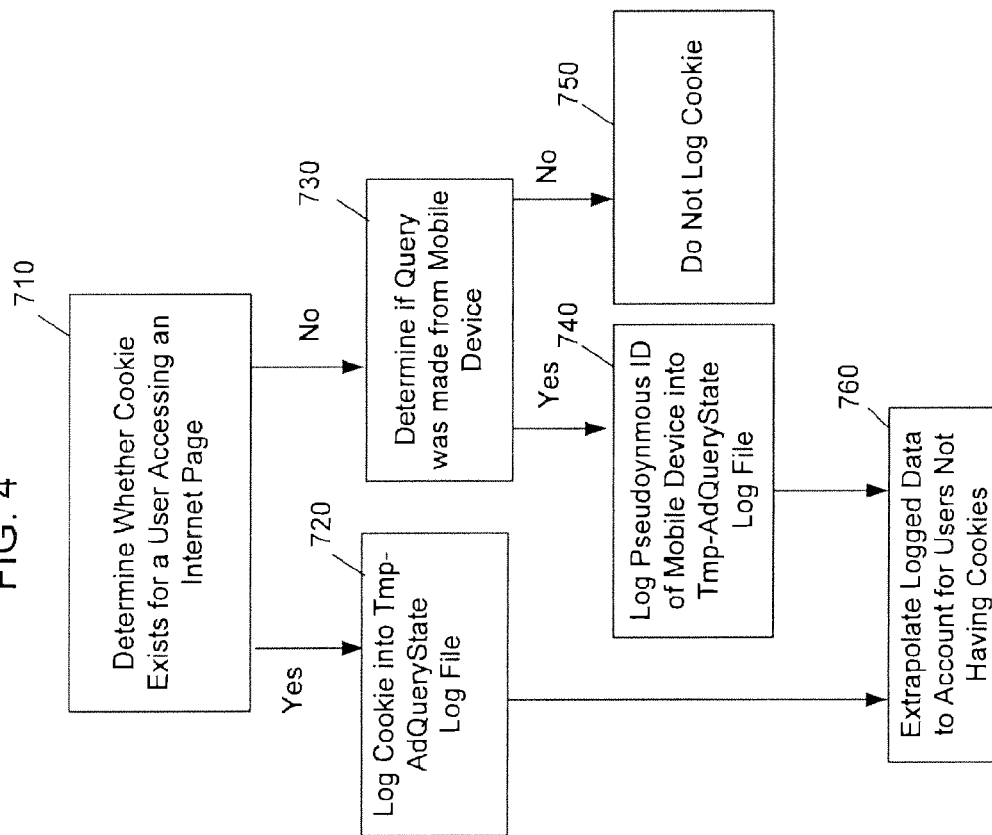 FIG. 4
710
Determine Whether Cookie
Exists for a User Accessing an
Internet Page
Yes
No
720
Log Cookie into Tmp-
AdQueryState
Log File
730
Determine if Query
was made from Mobile
Device
Yes
No
740
Log Pseudoynmous ID
of Mobile Device into
Tmp-AdQueryState
Log File
750
Do Not Log Cookie
760
Extrapolate Logged Data
to Account for Users Not
Having Cookies